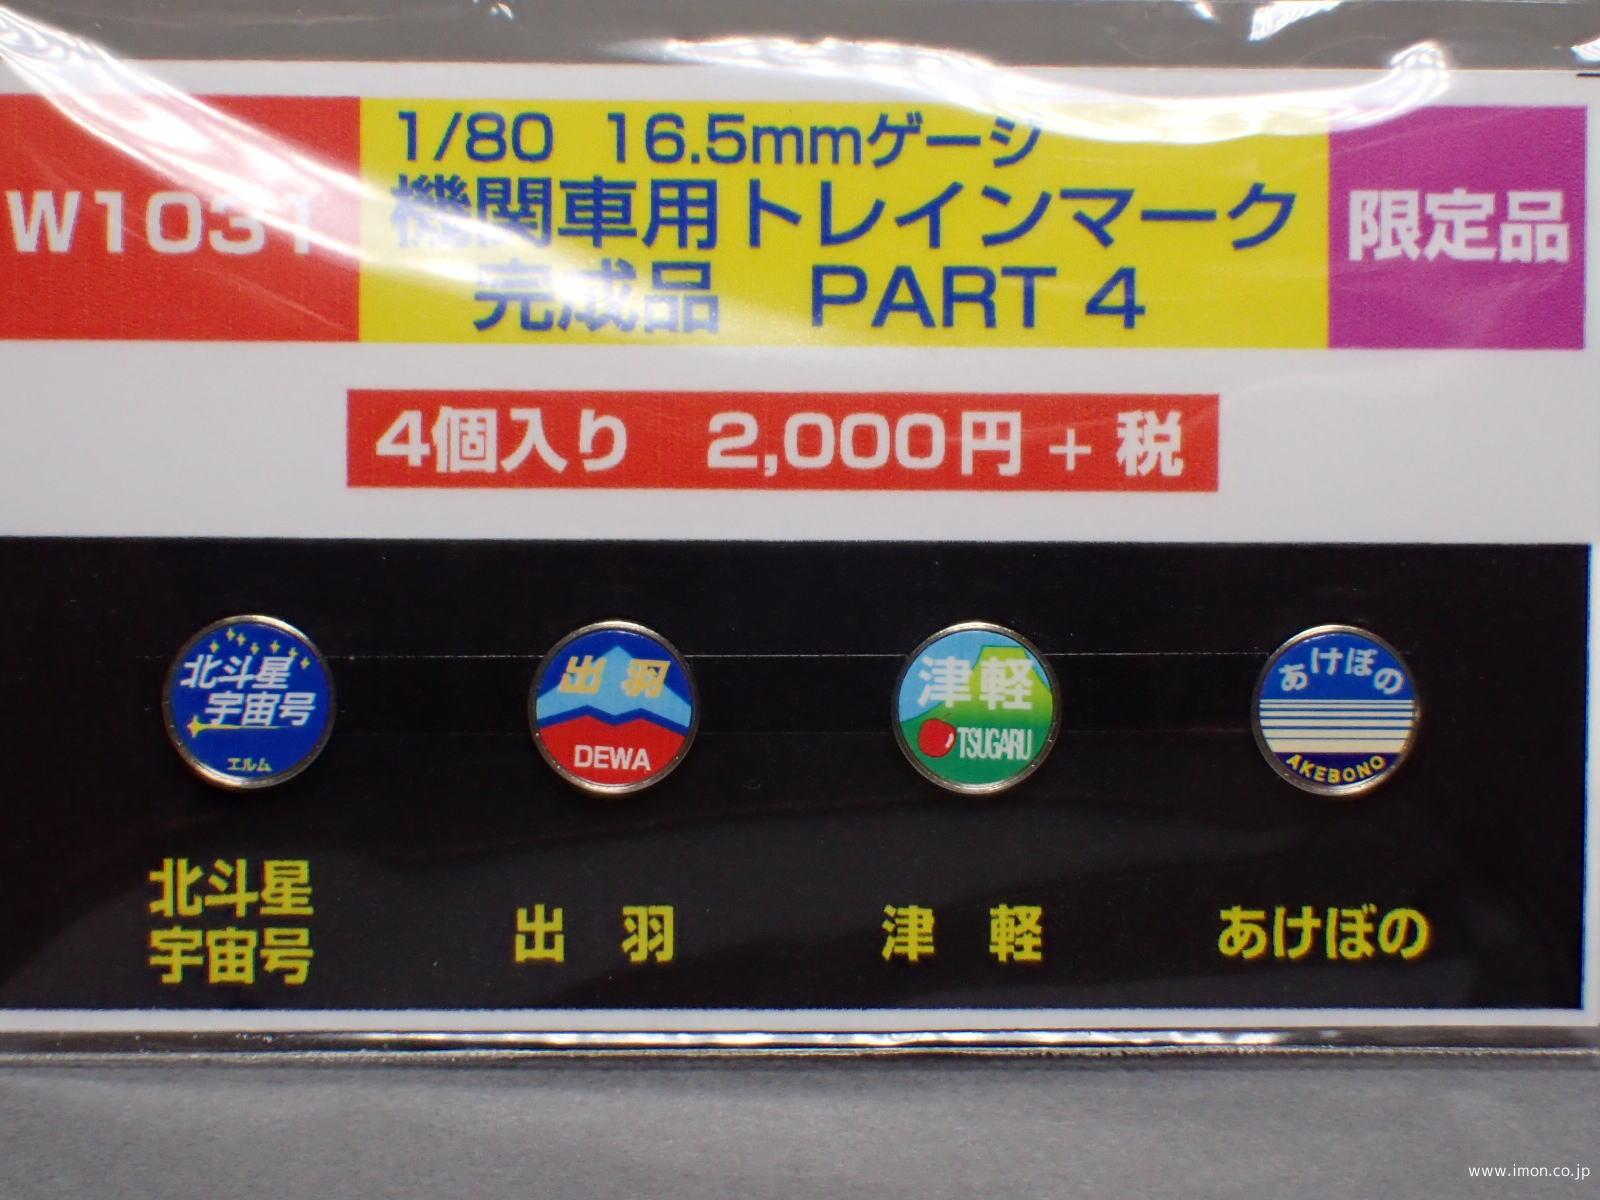 W1031
1/80 16.5mmゲージ
機関車用トレインマーク
完成品 PART 4
限定品
4個入り 2,000円 + 税
北斗星
宇宙号
エルム
出羽
DEWA
津軽
TSUGARU
あけぼの
AKEBONO
北斗星
宇宙号
出 羽
津 軽
あけぼの
www.imon.co.jp